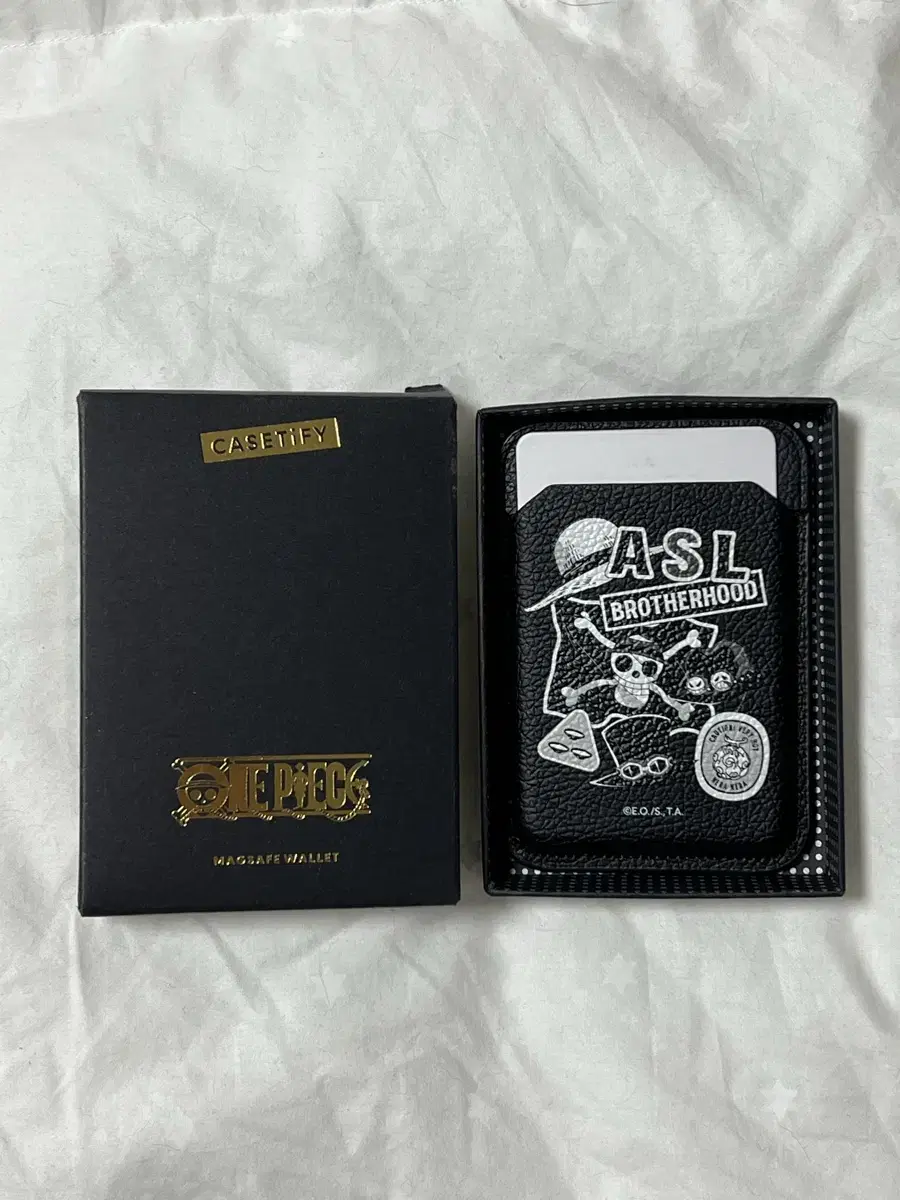 CASETiFY
ONE PIECE
MAGSAFE WALLET
ASL
BROTHERHOOD
©E.O./S., T.A.